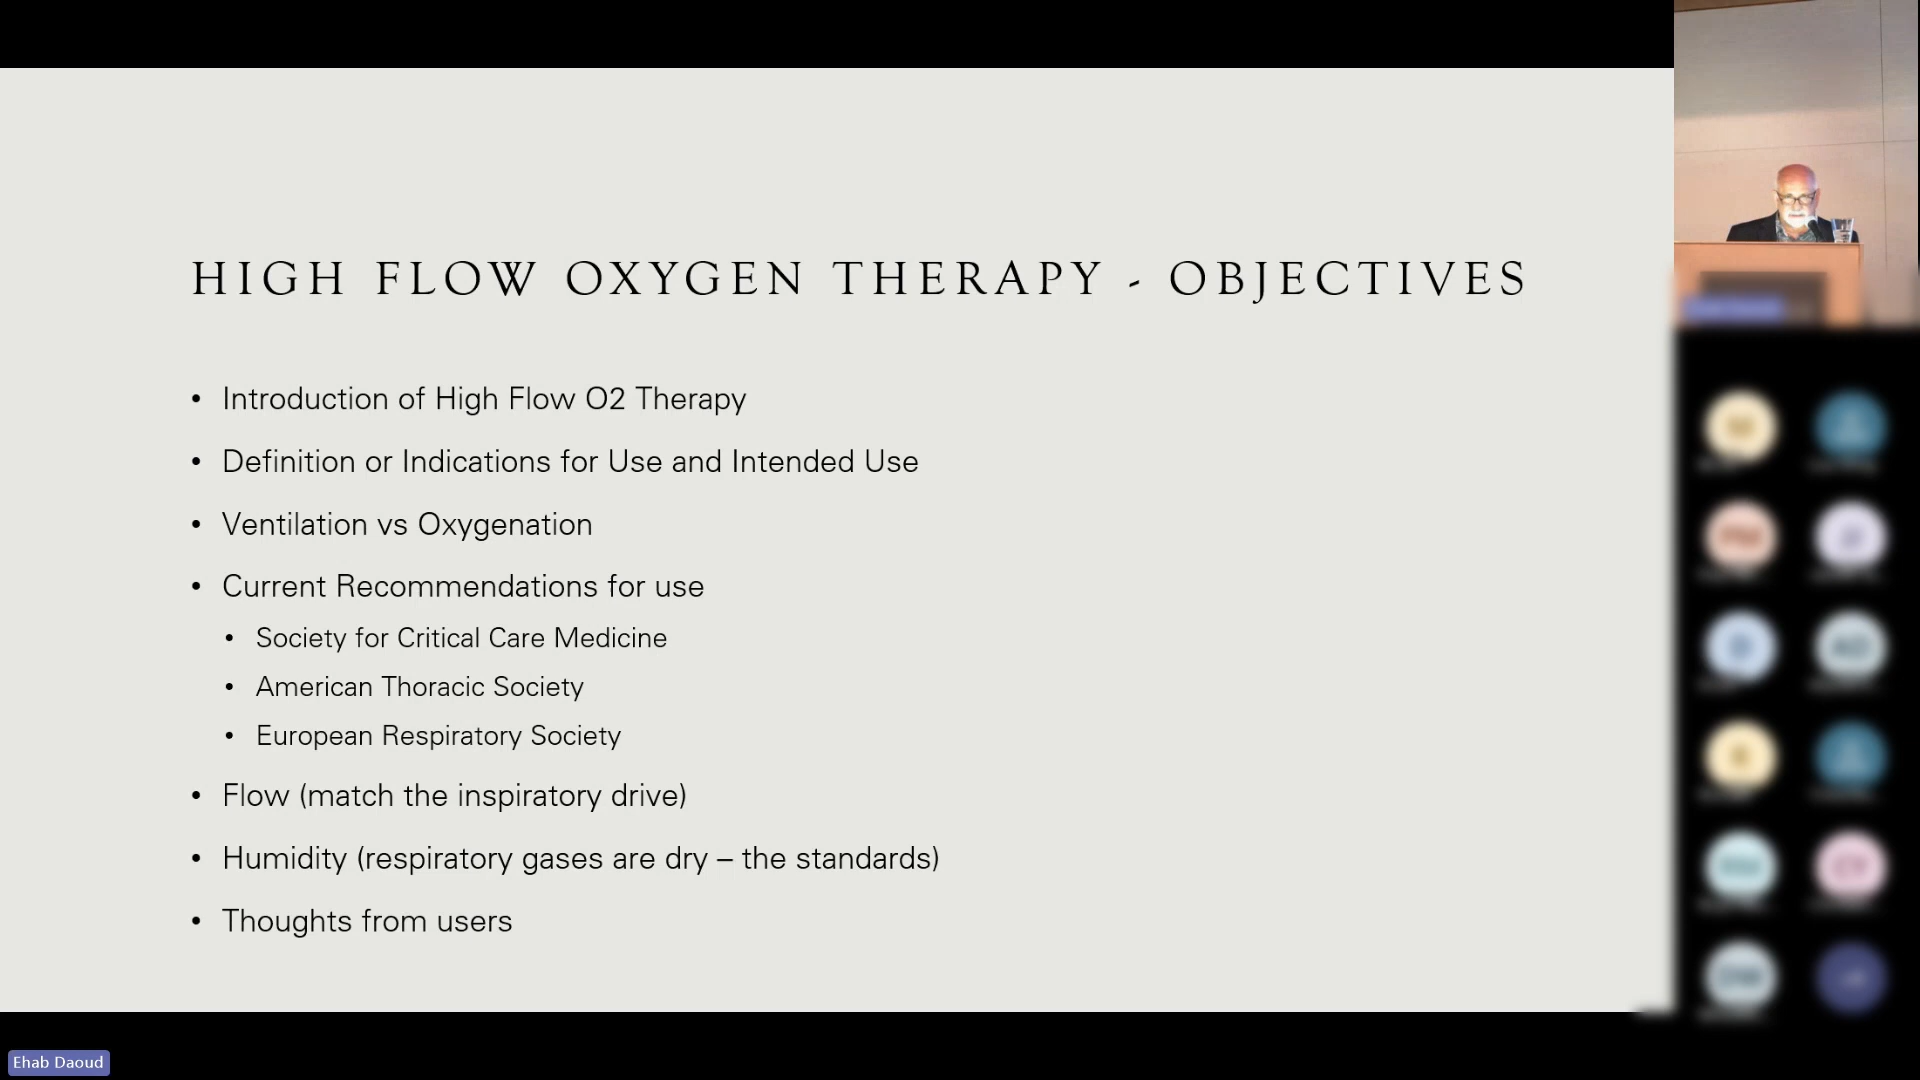 HIGH FLOW OXYGEN THERAPY - OBJECTIVES
• Introduction of High Flow O2 Therapy
• Definition or Indications for Use and Intended Use
• Ventilation vs Oxygenation
• Current Recommendations for use
• Society for Critical Care Medicine
• American Thoracic Society
• European Respiratory Society
• Flow (match the inspiratory drive)
• Humidity (respiratory gases are dry – the standards)
• Thoughts from users
Ehab Daoud